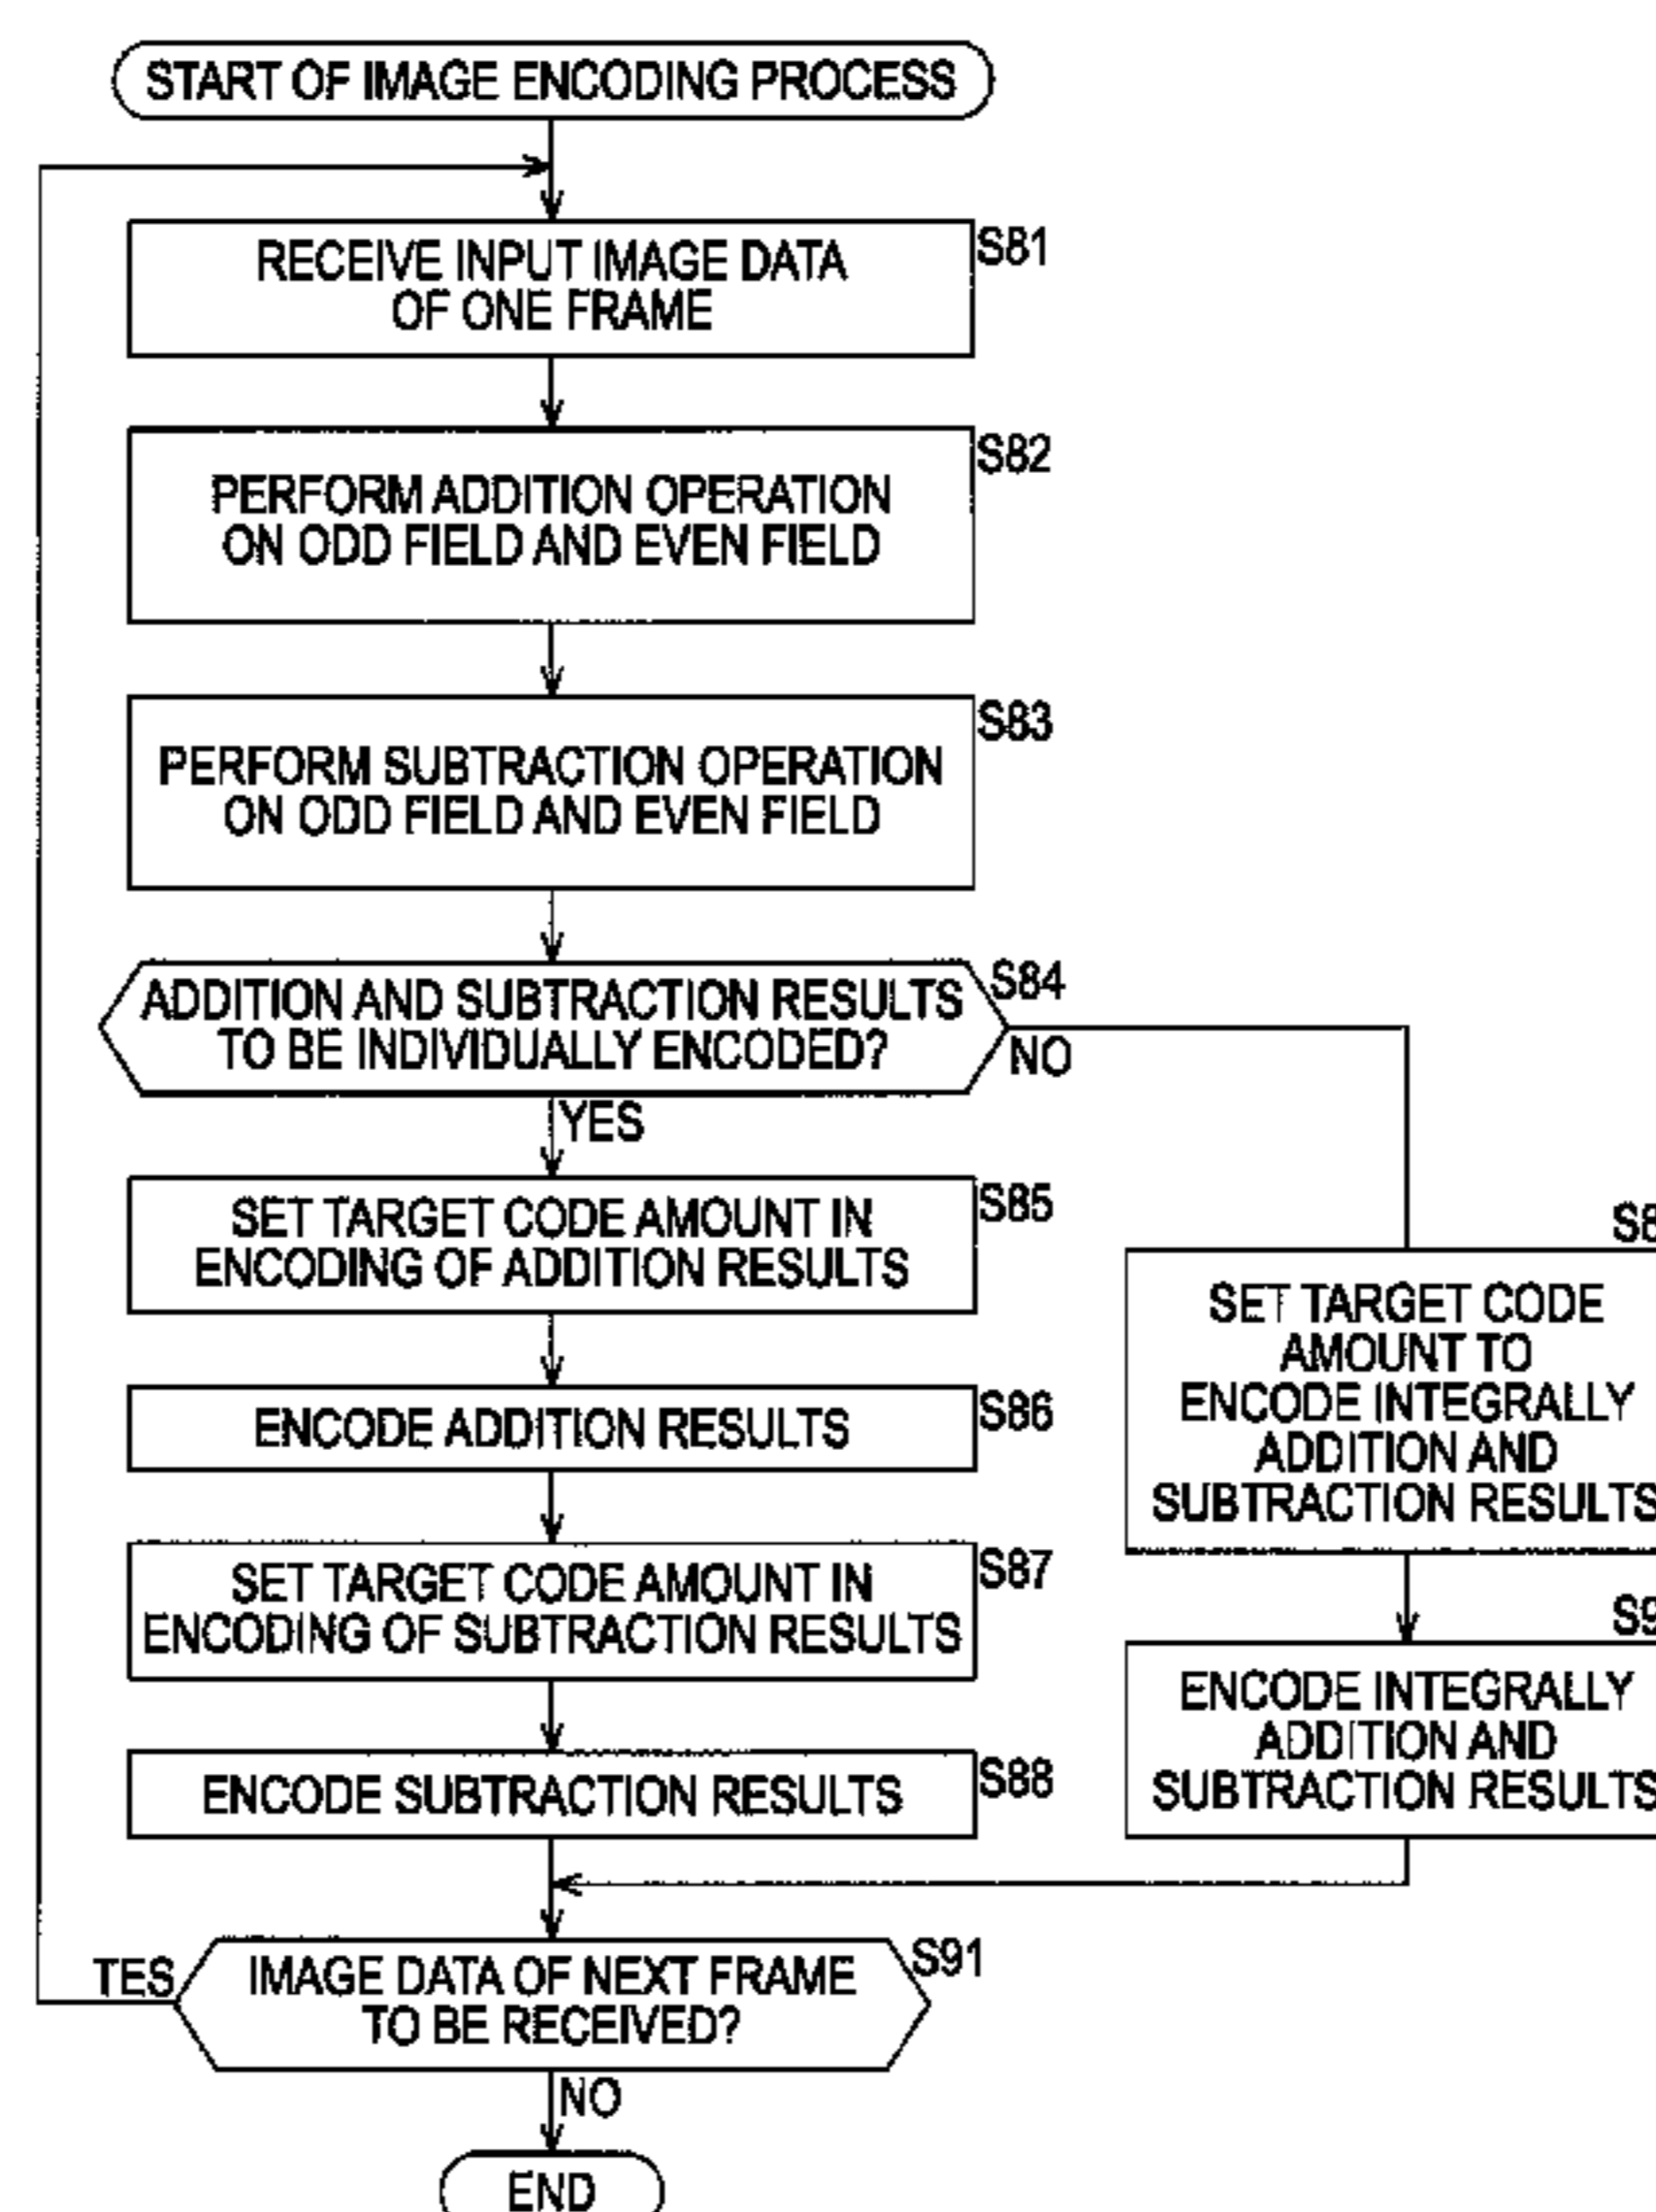 START OF IMAGE ENCODING PROCESS
RECEIVE INPUT IMAGE DATA
OF ONE FRAME
S81
PERFORM ADDITION OPERATION
ON ODD FIELD AND EVEN FIELD
S82
PERFORM SUBTRACTION OPERATION
ON ODD FIELD AND EVEN FIELD
S83
ADDITION AND SUBTRACTION RESULTS
TO BE INDIVIDUALLY ENCODED?
S84
NO
YES
SET TARGET CODE AMOUNT IN
ENCODING OF ADDITION RESULTS
S85
ENCODE ADDITION RESULTS
S86
SET TARGET CODE AMOUNT IN
ENCODING OF SUBTRACTION RESULTS
S87
ENCODE SUBTRACTION RESULTS
S88
SET TARGET CODE
AMOUNT TO
ENCODE INTEGRALLY
ADDITION AND
SUBTRACTION RESULTS
ENCODE INTEGRALLY
ADDITION AND
SUBTRACTION RESULTS
TES
IMAGE DATA OF NEXT FRAME
TO BE RECEIVED?
S91
NO
END